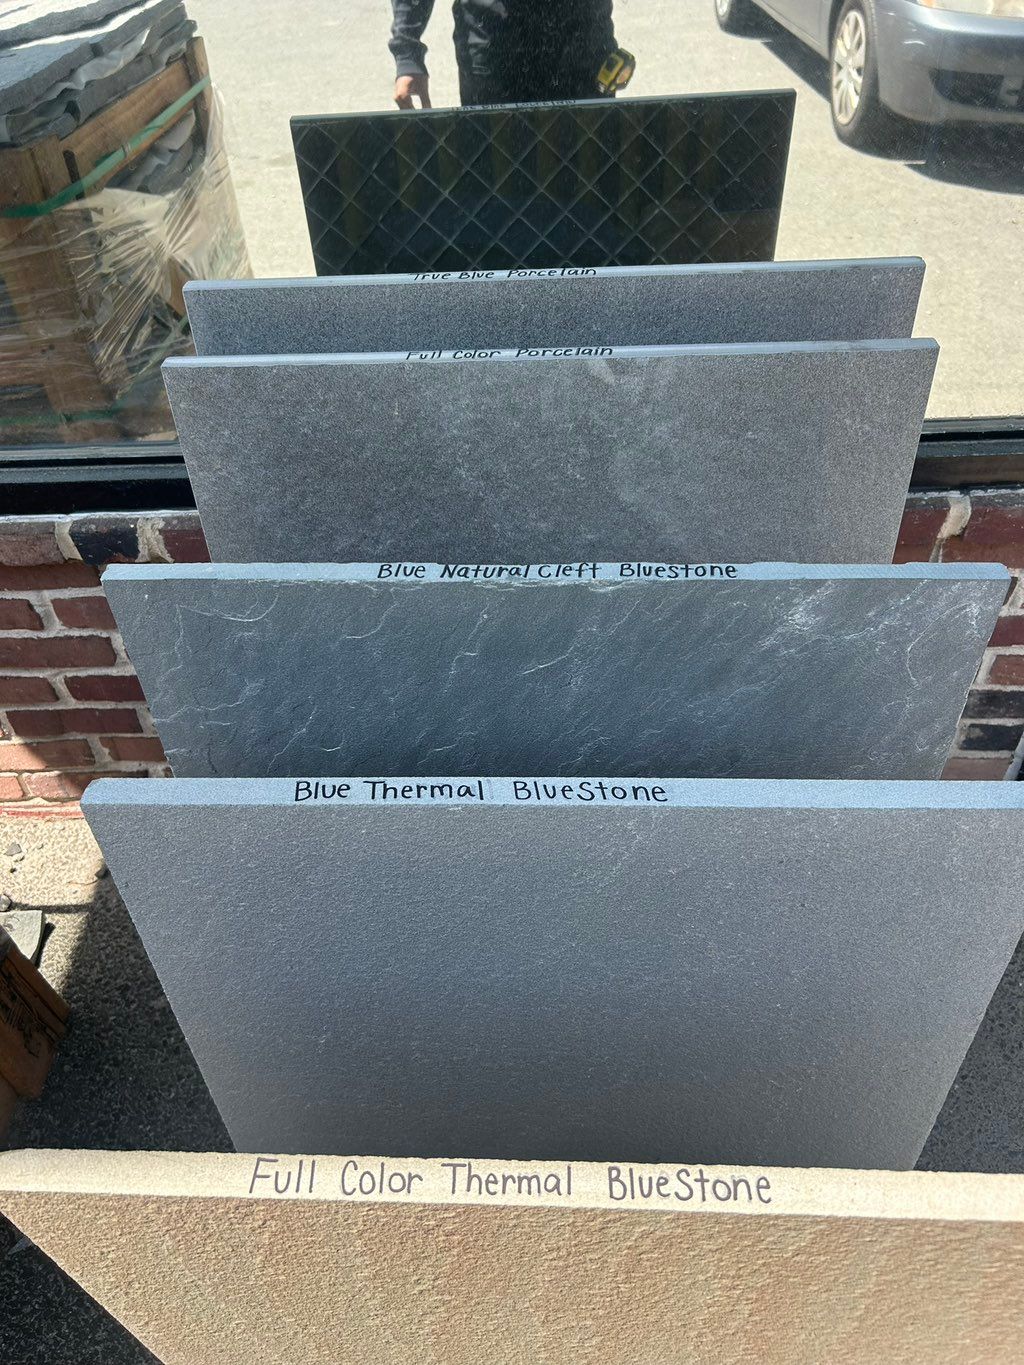 True Blue Porcelain
Full Color Porcelain
Blue Natural Cleft Bluestone
Blue Thermal BlueStone
Full Color Thermal BlueStone